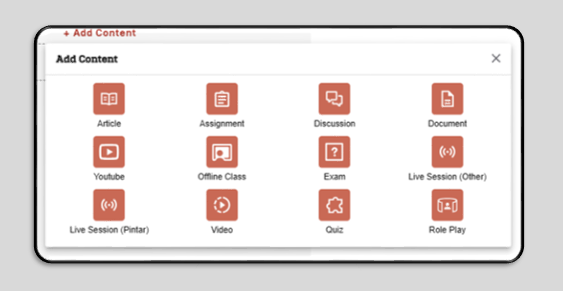 + Add Content
Add Content
Article Assignment Discussion Document
Youtube Offline Class Exam Live Session (Other)
Live Session (Pintar) Video Quiz Role Play